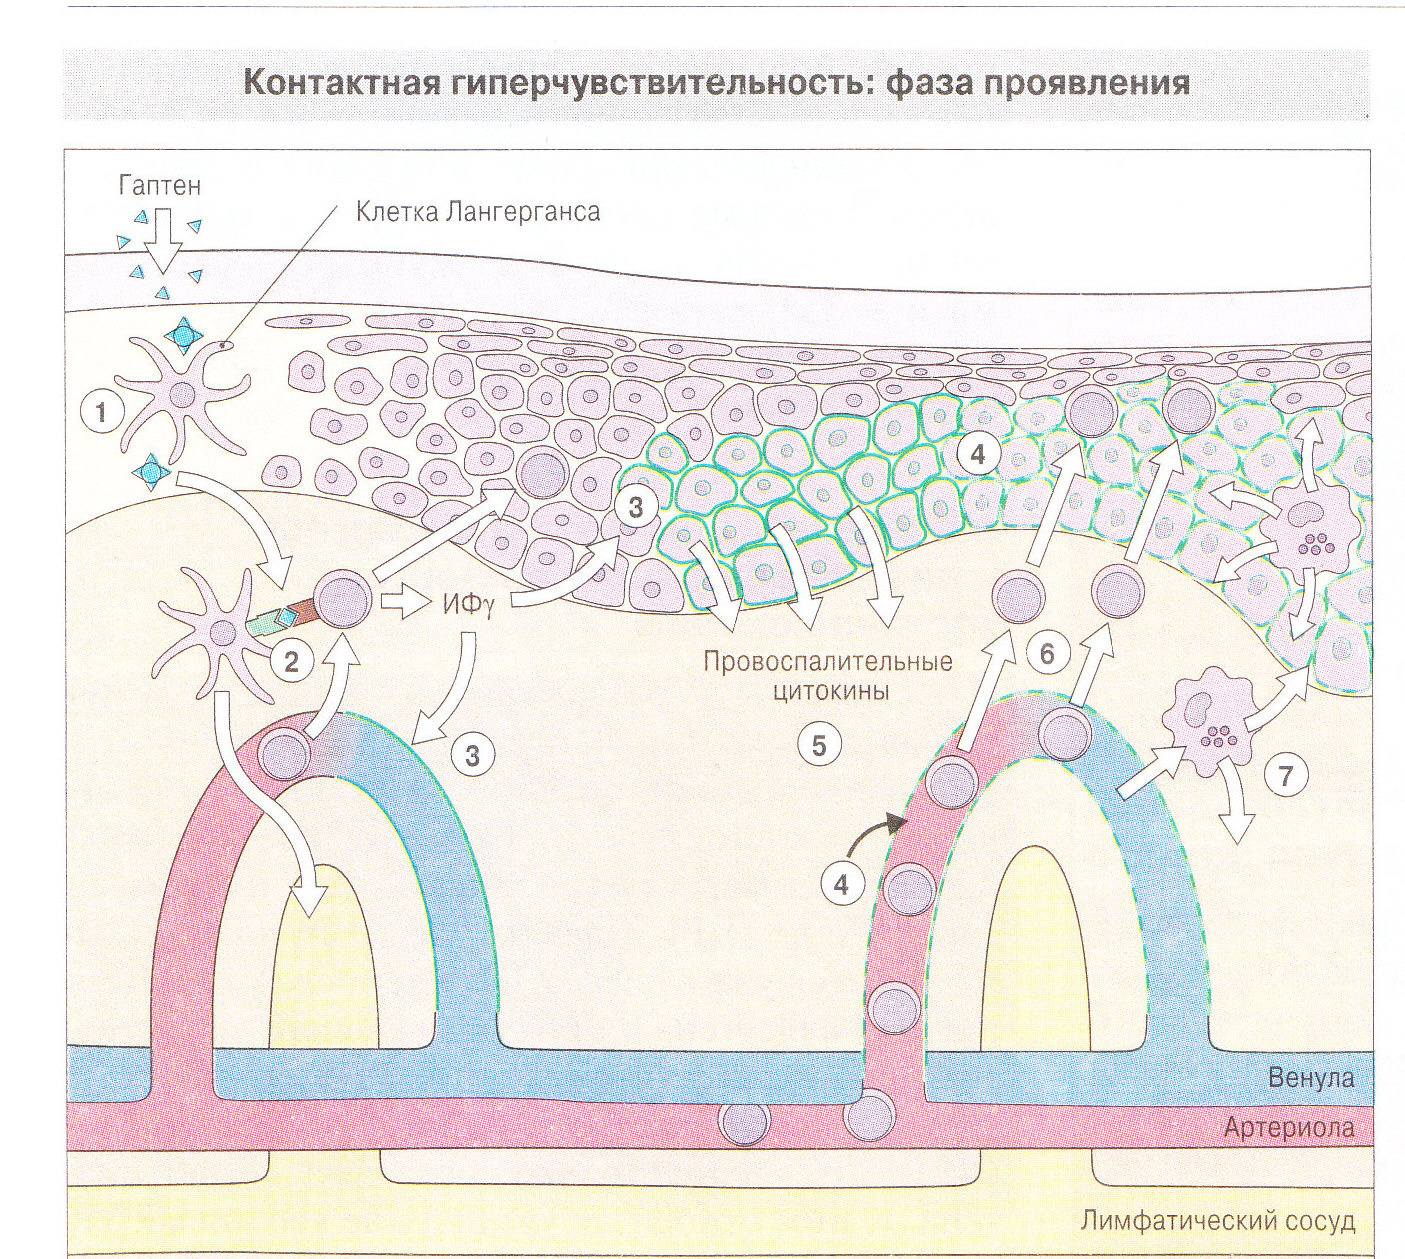 Контактная гиперчувствительность: фаза проявления
Гаптен
Клетка Лангерганса
1
4
3
ИФγ
2
Провоспалительные
цитокины
6
5
3
7
4
Венула
Артериола
Лимфатический сосуд